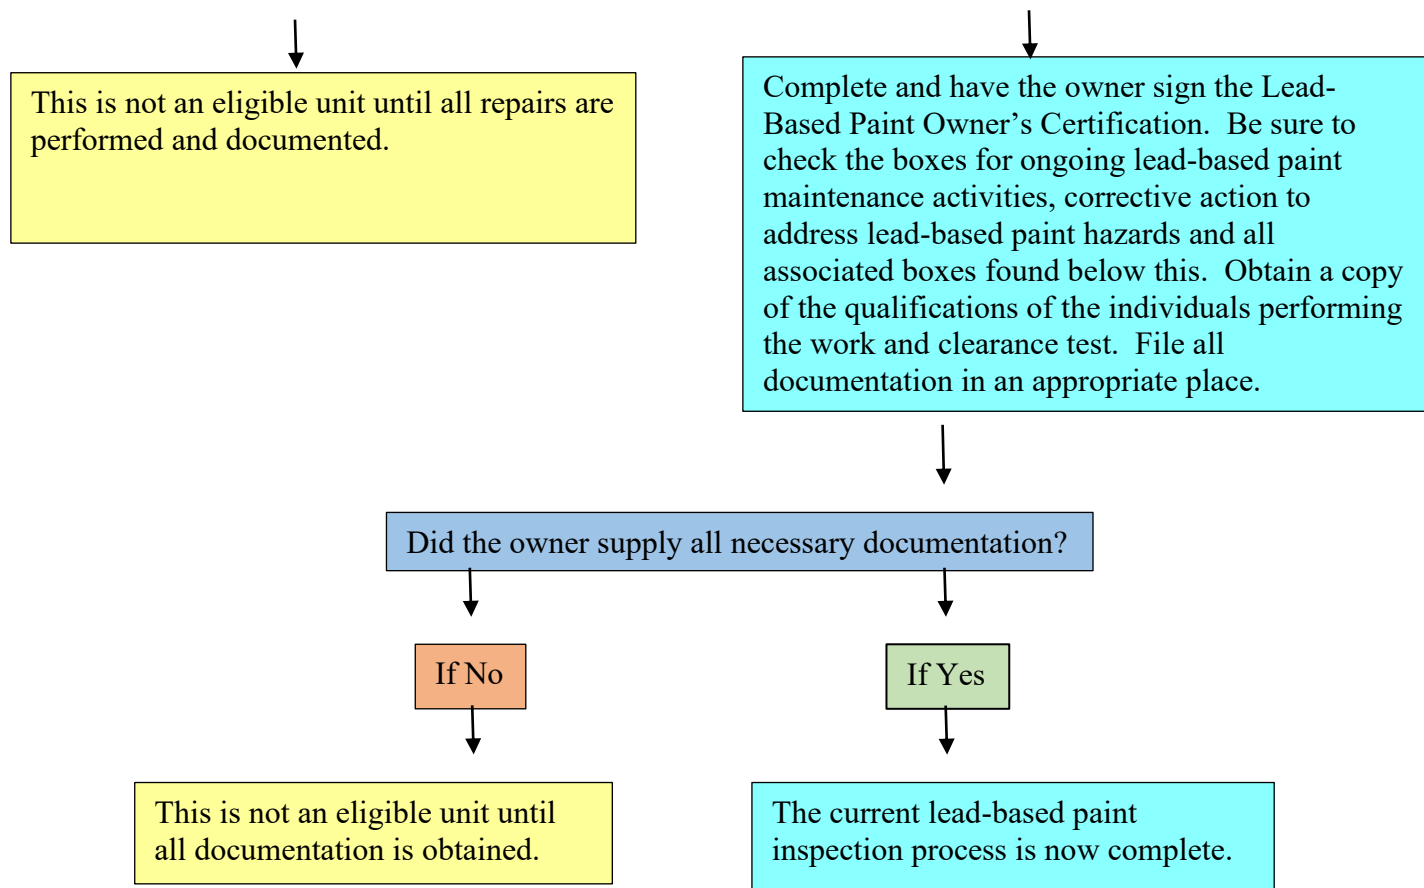 This is not an eligible unit until all repairs are
performed and documented.
Complete and have the owner sign the Lead-
Based Paint Owner’s Certification.  Be sure to
check the boxes for ongoing lead-based paint
maintenance activities, corrective action to
address lead-based paint hazards and all
associated boxes found below this.  Obtain a copy
of the qualifications of the individuals performing
the work and clearance test.  File all
documentation in an appropriate place.
Did the owner supply all necessary documentation?
If No
If Yes
This is not an eligible unit until
all documentation is obtained.
The current lead-based paint
inspection process is now complete.